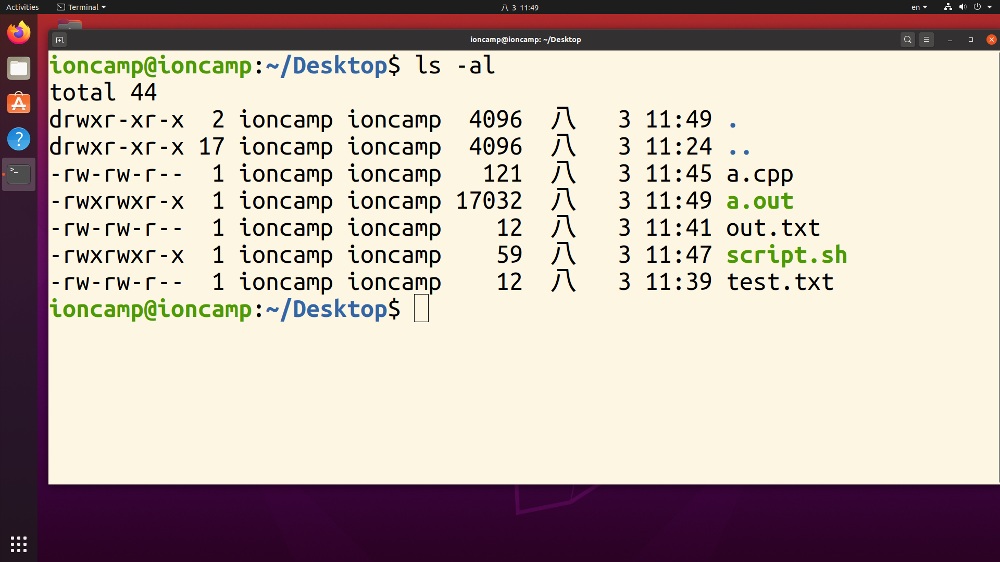 Activities Terminal 八 3 11:49 en
ioncamp@ioncamp: ~/Desktop
ioncamp@ioncamp:~/Desktop$ ls -al
total 44
drwxr-xr-x  2 ioncamp ioncamp  4096  八   3 11:49 .
drwxr-xr-x 17 ioncamp ioncamp  4096  八   3 11:24 ..
-rw-rw-r--  1 ioncamp ioncamp   121  八   3 11:45 a.cpp
-rwxrwxr-x  1 ioncamp ioncamp 17032  八   3 11:49 a.out
-rw-rw-r--  1 ioncamp ioncamp    12  八   3 11:41 out.txt
-rwxrwxr-x  1 ioncamp ioncamp    59  八   3 11:47 script.sh
-rw-rw-r--  1 ioncamp ioncamp    12  八   3 11:39 test.txt
ioncamp@ioncamp:~/Desktop$